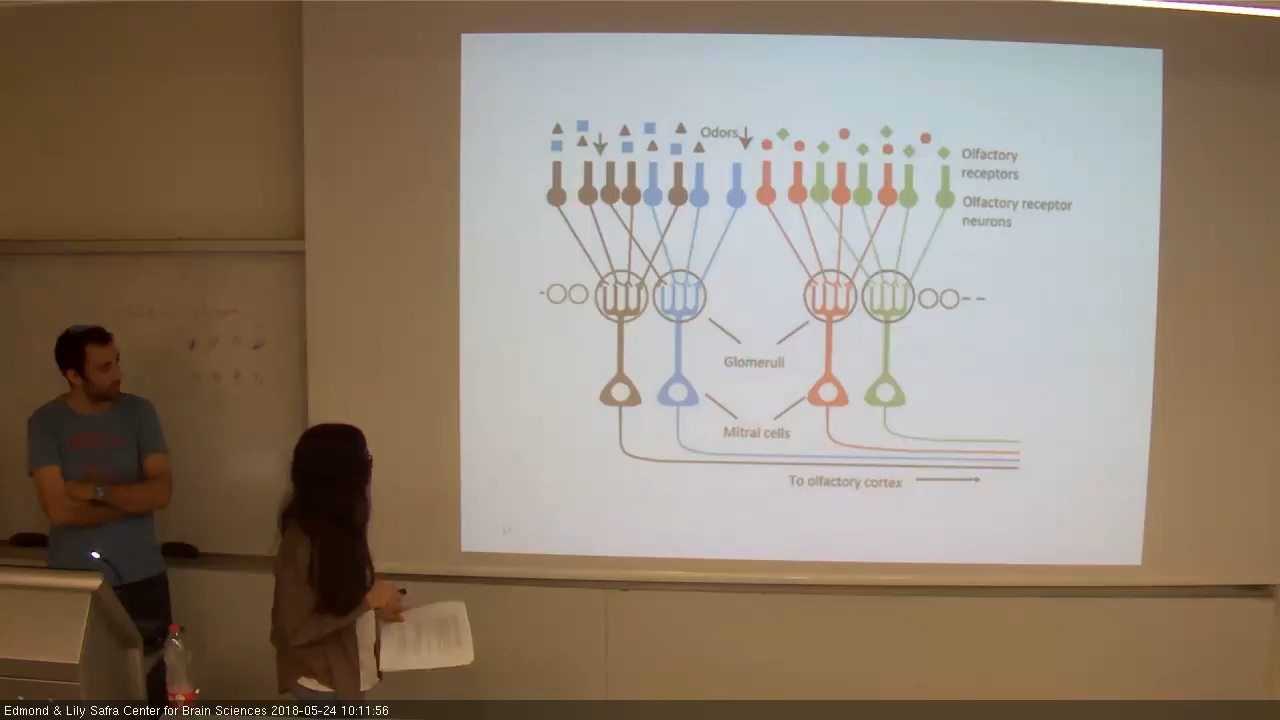 Odors
Olfactory
receptors
Olfactory receptor
neurons
Glomeruli
Mitral cells
To olfactory cortex
Edmond & Lily Safra Center for Brain Sciences 2018-05-24 10:11:56